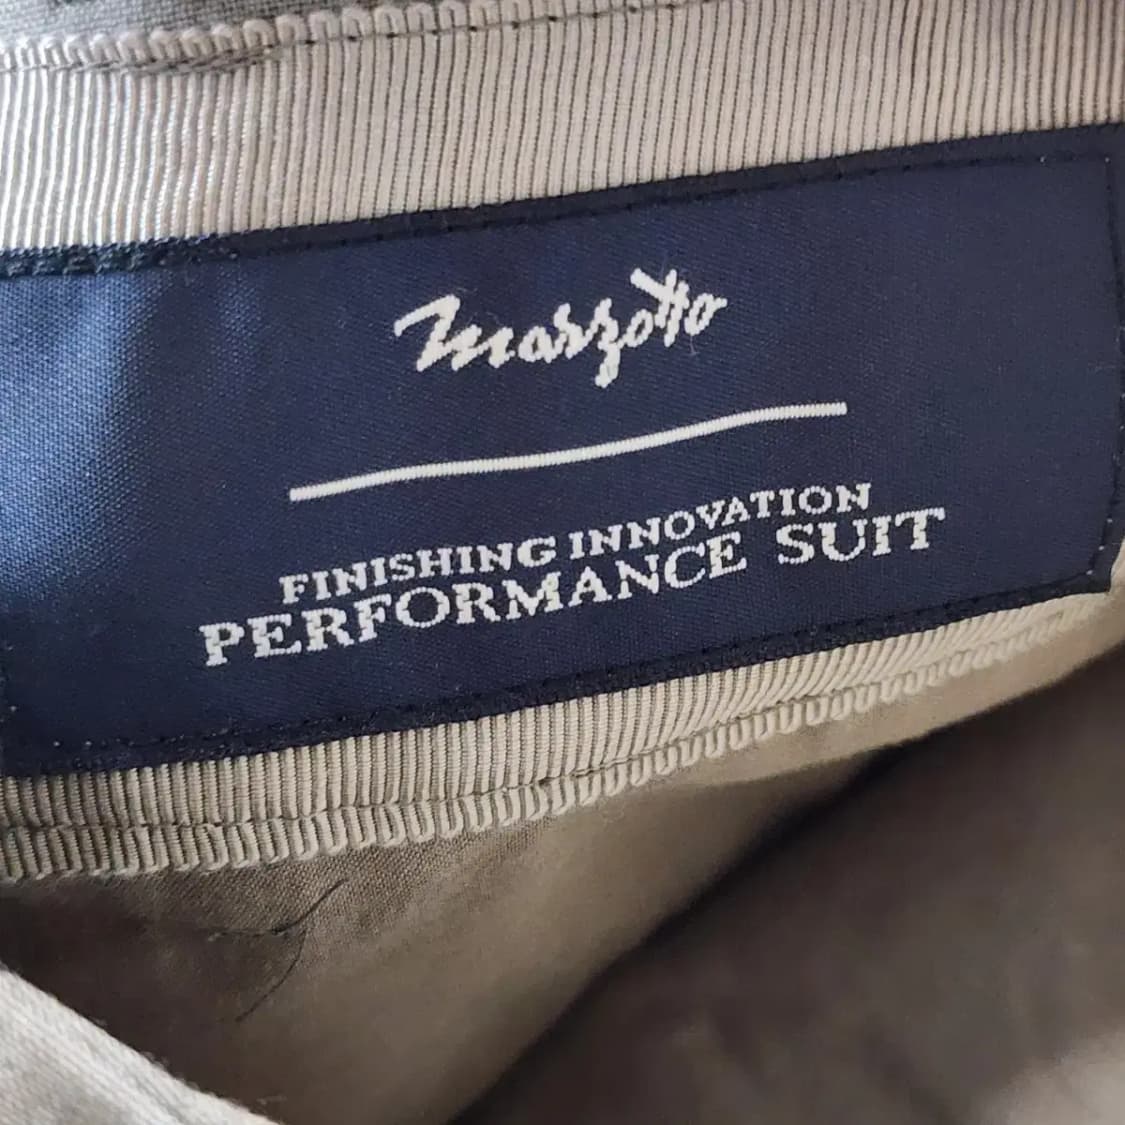 Marzotto
FINISHING INNOVATION
PERFORMANCE SUIT